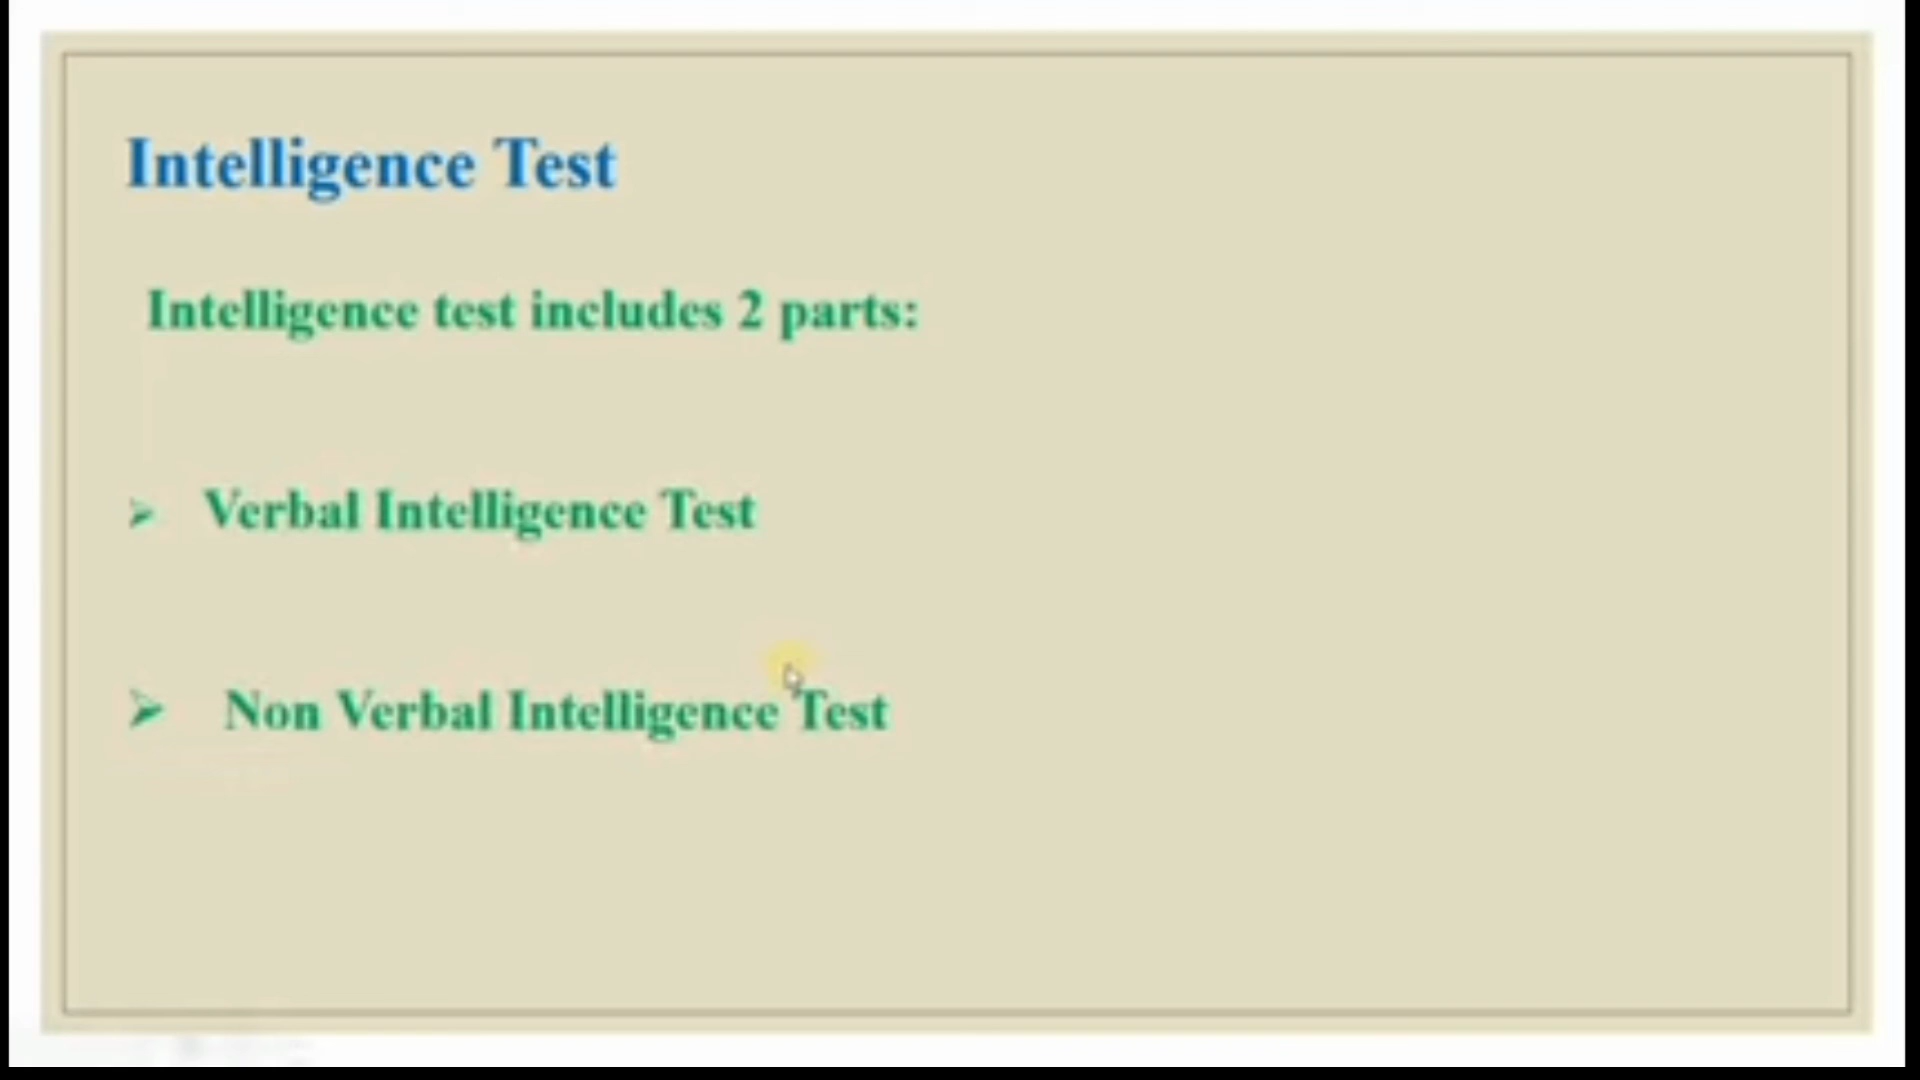 Intelligence Test
Intelligence test includes 2 parts:
➢ Verbal Intelligence Test
➢ Non Verbal Intelligence Test